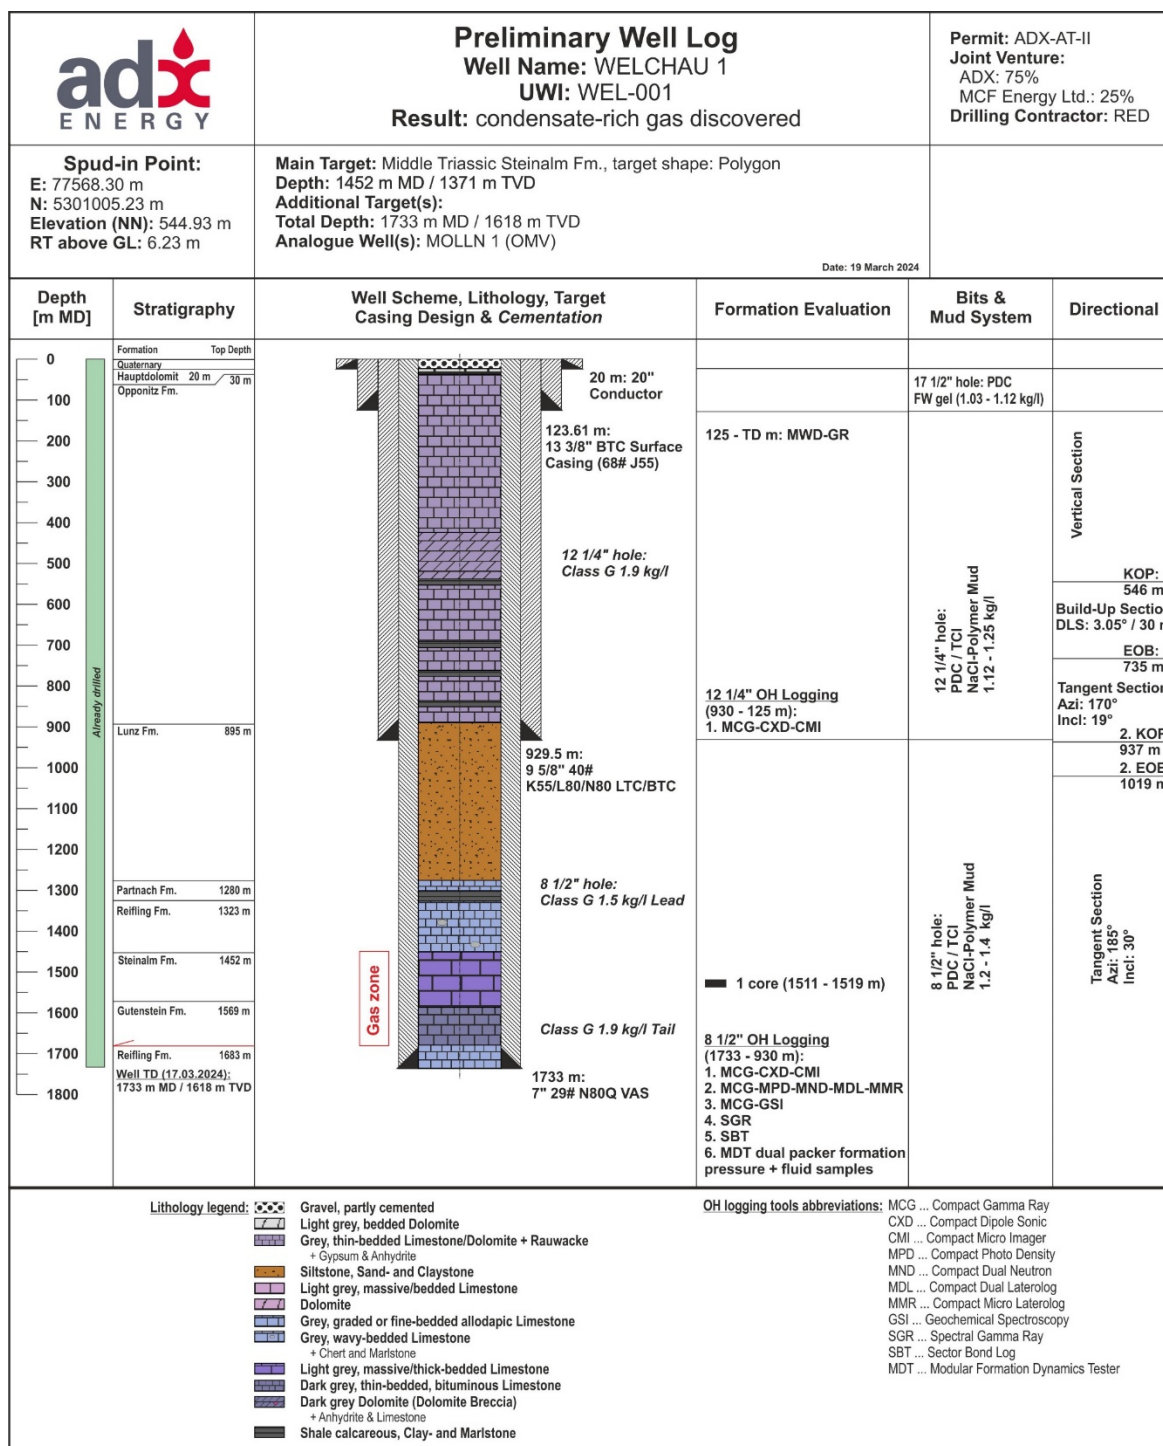 adx
ENERGY
Preliminary Well Log
Well Name: WELCHAU 1
UWI: WEL-001
Result: condensate-rich gas discovered
Permit: ADX-AT-II
Joint Venture:
ADX: 75%
MCF Energy Ltd.: 25%
Drilling Contractor: RED
Spud-in Point:
E: 77568.30 m
N: 5301005.23 m
Elevation (NN): 544.93 m
RT above GL: 6.23 m
Main Target: Middle Triassic Steinalm Fm., target shape: Polygon
Depth: 1452 m MD / 1371 m TVD
Additional Target(s):
Total Depth: 1733 m MD / 1618 m TVD
Analogue Well(s): MOLLN 1 (OMV)
Date: 19 March 2024
Depth
[m MD]
Stratigraphy
Well Scheme, Lithology, Target
Casing Design & Cementation
Formation Evaluation
Bits &
Mud System
Directional
0
100
200
300
400
500
600
700
800
900
1000
1100
1200
1300
1400
1500
1600
1700
1800
Already drilled
Formation Top Depth
Quaternary
Hauptdolomit 20 m
30 m
Opponitz Fm.
Lunz Fm. 895 m
Partnach Fm. 1280 m
Reifling Fm. 1323 m
Steinalm Fm. 1452 m
Gutenstein Fm. 1569 m
Reifling Fm. 1683 m
Well TD (17.03.2024):
1733 m MD / 1618 m TVD
20 m: 20"
Conductor
123.61 m:
13 3/8" BTC Surface
Casing (68# J55)
12 1/4" hole:
Class G 1.9 kg/l
929.5 m:
9 5/8" 40#
K55/L80/N80 LTC/BTC
8 1/2" hole:
Class G 1.5 kg/l Lead
Gas zone
Class G 1.9 kg/l Tail
1733 m:
7" 29# N80Q VAS
125 - TD m: MWD-GR
12 1/4" OH Logging
(930 - 125 m):
1. MCG-CXD-CMI
1 core (1511 - 1519 m)
8 1/2" OH Logging
(1733 - 930 m):
1. MCG-CXD-CMI
2. MCG-MPD-MND-MDL-MMR
3. MCG-GSI
4. SGR
5. SBT
6. MDT dual packer formation
pressure + fluid samples
17 1/2" hole: PDC
FW gel (1.03 - 1.12 kg/l)
12 1/4" hole:
PDC / TCI
NaCl-Polymer Mud
1.12 - 1.25 kg/l
8 1/2" hole:
PDC / TCI
NaCl-Polymer Mud
1.2 - 1.4 kg/l
Vertical Section
KOP:
546 m
Build-Up Sectio
DLS: 3.05° / 30
EOB:
735 m
Tangent Section
Azi: 170°
Incl: 19°
2. KOP
937 m
2. EOB
1019 m
Tangent Section
Azi: 185°
Incl: 30°
Lithology legend:
Gravel, partly cemented
Light grey, bedded Dolomite
Grey, thin-bedded Limestone/Dolomite + Rauwacke
+ Gypsum & Anhydrite
Siltstone, Sand- and Claystone
Light grey, massive/bedded Limestone
Dolomite
Grey, graded or fine-bedded allodapic Limestone
Grey, wavy-bedded Limestone
+ Chert and Marlstone
Light grey, massive/thick-bedded Limestone
Dark grey, thin-bedded, bituminous Limestone
Dark grey Dolomite (Dolomite Breccia)
+ Anhydrite & Limestone
Shale calcareous, Clay- and Marlstone
OH logging tools abbreviations:
MCG ... Compact Gamma Ray
CXD ... Compact Dipole Sonic
CMI ... Compact Micro Imager
MPD ... Compact Photo Density
MND ... Compact Dual Neutron
MDL ... Compact Dual Laterolog
MMR ... Compact Micro Laterolog
GSI ... Geochemical Spectroscopy
SGR ... Spectral Gamma Ray
SBT ... Sector Bond Log
MDT ... Modular Formation Dynamics Tester